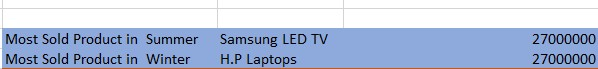 Most Sold Product in  Summer Samsung LED TV 27000000
Most Sold Product in  Winter H.P Laptops 27000000